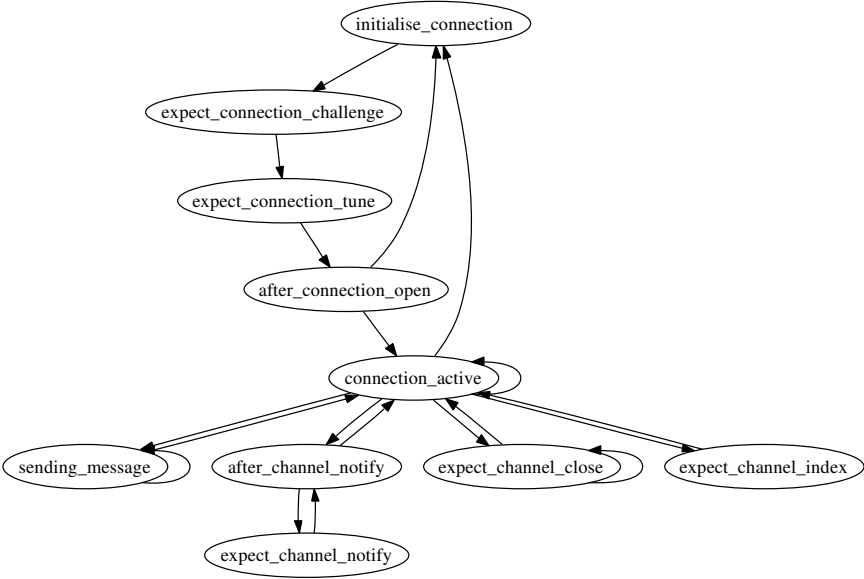 initialise_connection
expect_connection_challenge
expect_connection_tune
after_connection_open
connection_active
sending_message
after_channel_notify
expect_channel_close
expect_channel_index
expect_channel_notify